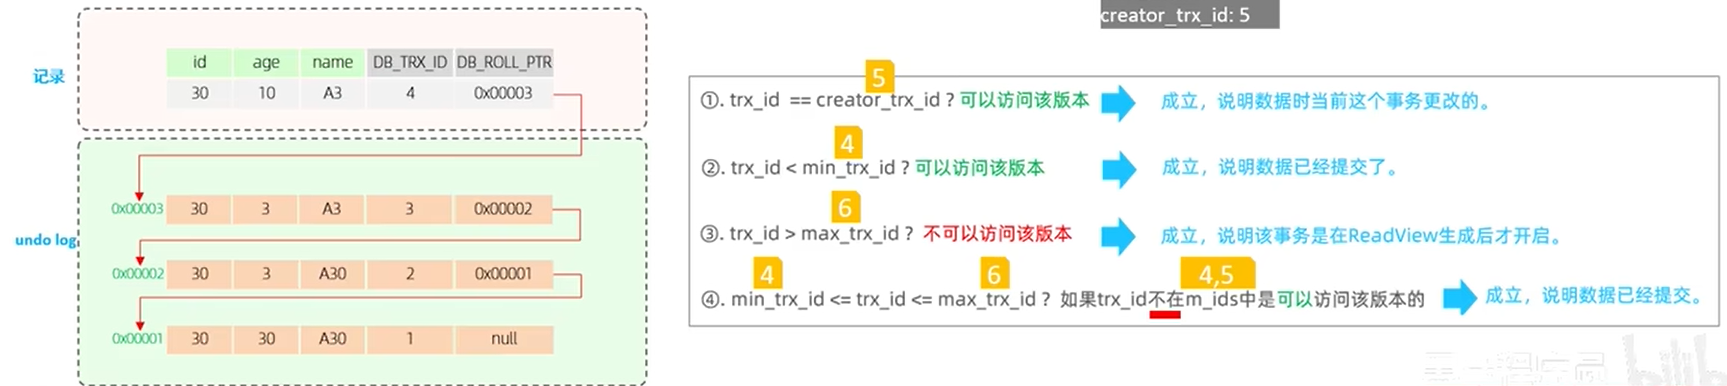 creator_trx_id: 5
记录
id age name DB_TRX_ID DB_ROLL_PTR
30 10 A3 4 0x00003
undo log
0x00003 30 3 A3 3 0x00002
0x00002 30 3 A30 2 0x00001
0x00001 30 30 A30 1 null
5
①. trx_id == creator_trx_id ? 可以访问该版本 成立，说明数据时当前这个事务更改的。
4
②. trx_id < min_trx_id ? 可以访问该版本 成立，说明数据已经提交了。
6
③. trx_id > max_trx_id ? 不可以访问该版本 成立，说明该事务是在ReadView生成后才开启。
4 6 4,5
④. min_trx_id <= trx_id <= max_trx_id ? 如果trx_id不在m_ids中是可以访问该版本的 成立，说明数据已经提交。